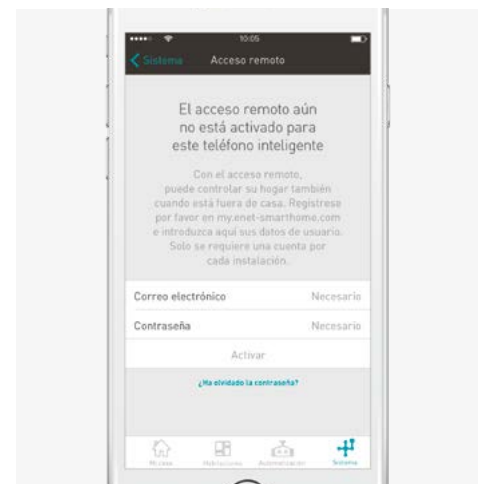 10:05
Sistema
Acceso remoto
El acceso remoto aún
no está activado para
este teléfono inteligente
Con el acceso remoto,
puede controlar su hogar también
cuando está fuera de casa. Regístrese
por favor en my.enet-smarthome.com
e introduzca aquí sus datos de usuario.
Solo se requiere una cuenta por
cada instalación.
Correo electrónico Necesario
Contraseña Necesario
Activar
¿Ha olvidado la contraseña?
Mi casa Habitaciones Automatización Sistema